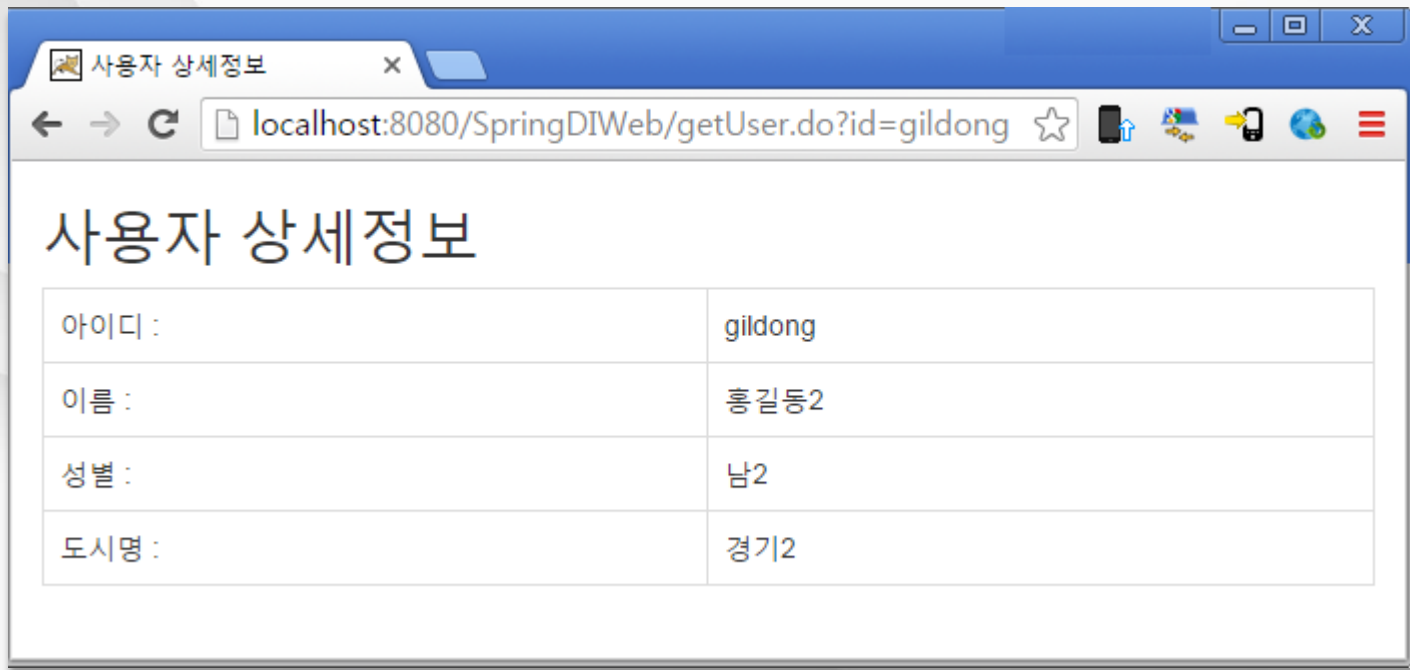 사용자 상세정보
localhost:8080/SpringDIWeb/getUser.do?id=gildong
사용자 상세정보
아이디 : gildong
이름 : 홍길동2
성별 : 남2
도시명 : 경기2